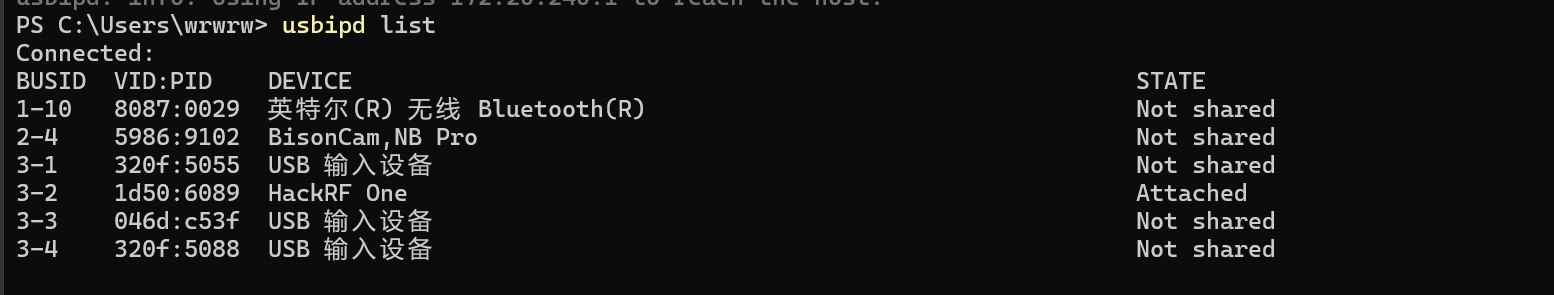 usbipd: info: Using IP address 172.20.240.1 to reach the host.
PS C:\Users\wrwrw> usbipd list
Connected:
BUSID  VID:PID    DEVICE                                                        STATE
1-10   8087:0029  英特尔(R) 无线 Bluetooth(R)                                   Not shared
2-4    5986:9102  BisonCam,NB Pro                                               Not shared
3-1    320f:5055  USB 输入设备                                                  Not shared
3-2    1d50:6089  HackRF One                                                    Attached
3-3    046d:c53f  USB 输入设备                                                  Not shared
3-4    320f:5088  USB 输入设备                                                  Not shared